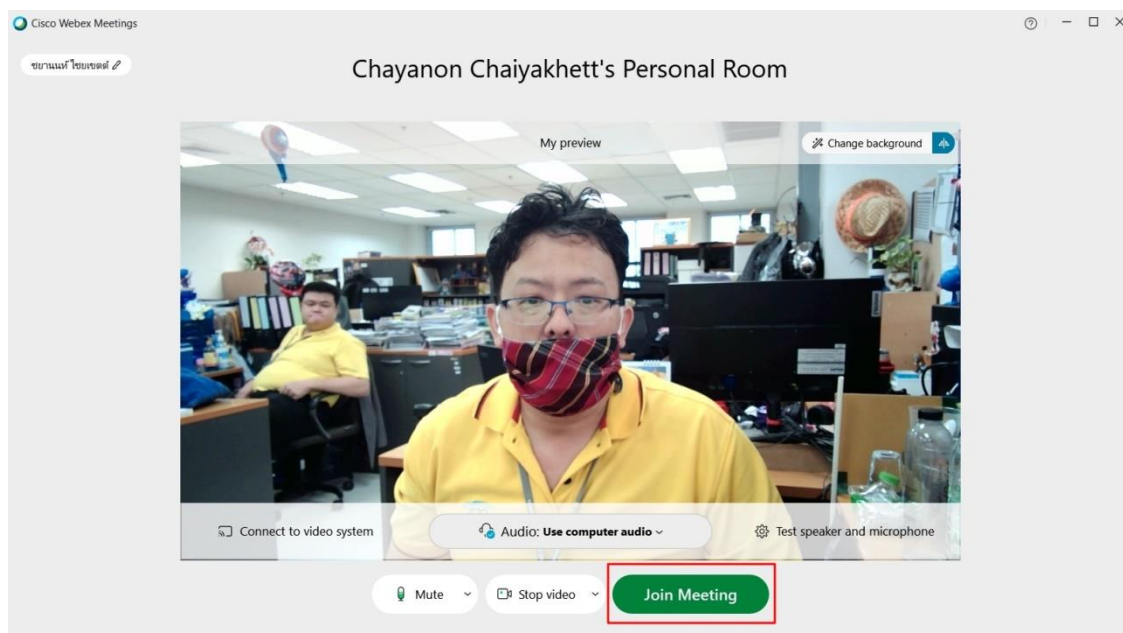 Cisco Webex Meetings
ชยานนท์ ไชยเขตต์
Chayanon Chaiyakhett's Personal Room
My preview
Change background
Connect to video system
Audio: Use computer audio
Test speaker and microphone
Mute
Stop video
Join Meeting